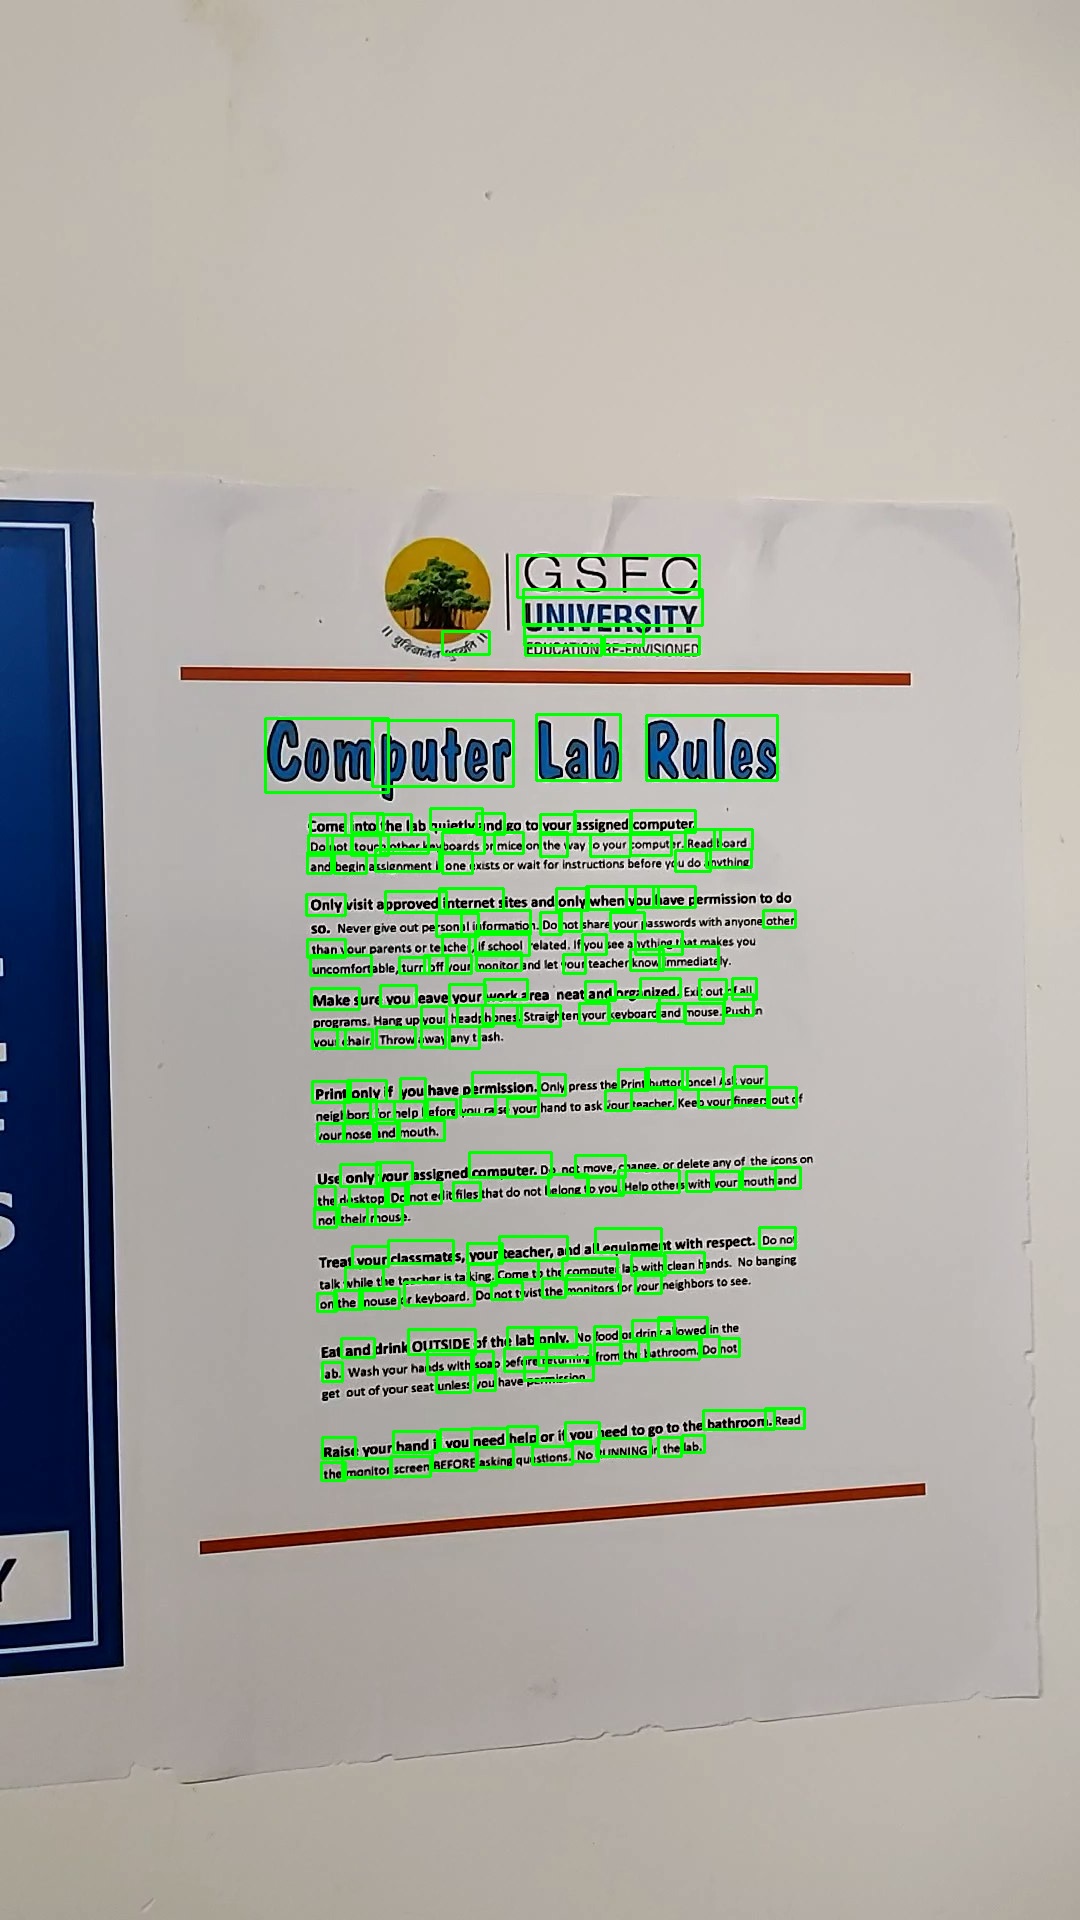 GSFC
UNIVERSITY
EDUCATION RE-ENVISIONED
Computer Lab Rules
Come into the lab quietly and go to your assigned computer.
Do not touch other keyboards or mice on the way to your computer. Read board
and begin assignment if one exists or wait for instructions before you do anything.
Only visit approved internet sites and only when you have permission to do
so. Never give out personal information. Do not share your passwords with anyone other
than your parents or teacher, if school related. If you see anything that makes you
uncomfortable, turn off your monitor and let your teacher know immediately.
Make sure you leave your work area neat and organized. Exit out of all
programs. Hang up your headphones. Straighten your keyboard and mouse. Push in
your chair. Throw away any trash.
Print only if you have permission. Only press the Print button once! Ask your
neighbors for help before you raise your hand to ask your teacher. Keep your fingers out of
your nose and mouth.
Use only your assigned computer. Do not move, change, or delete any of the icons on
the desktop. Do not edit files that do not belong to you. Help others with your mouth and
not their mouse.
Treat your classmates, your teacher, and all equipment with respect. Do not
talk while the teacher is talking. Come to the computer lab with clean hands. No banging
on the mouse or keyboard. Do not twist the monitors for your neighbors to see.
Eat and drink OUTSIDE of the lab only. No food or drink allowed in the
lab. Wash your hands with soap before returning from the bathroom. Do not
get out of your seat unless you have permission.
Raise your hand if you need help or if you need to go to the bathroom. Read
the monitor screen BEFORE asking questions. No RUNNING in the lab.
S
Y